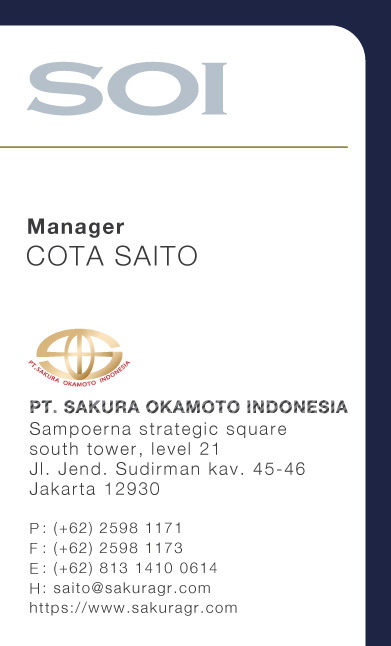 SOI
Manager
COTA SAITO
PT. SAKURA OKAMOTO INDONESIA
PT. SAKURA OKAMOTO INDONESIA
Sampoerna strategic square
south tower, level 21
Jl. Jend. Sudirman kav. 45-46
Jakarta 12930
P: (+62) 2598 1171
F: (+62) 2598 1173
E: (+62) 813 1410 0614
H: saito@sakuragr.com
https://www.sakuragr.com